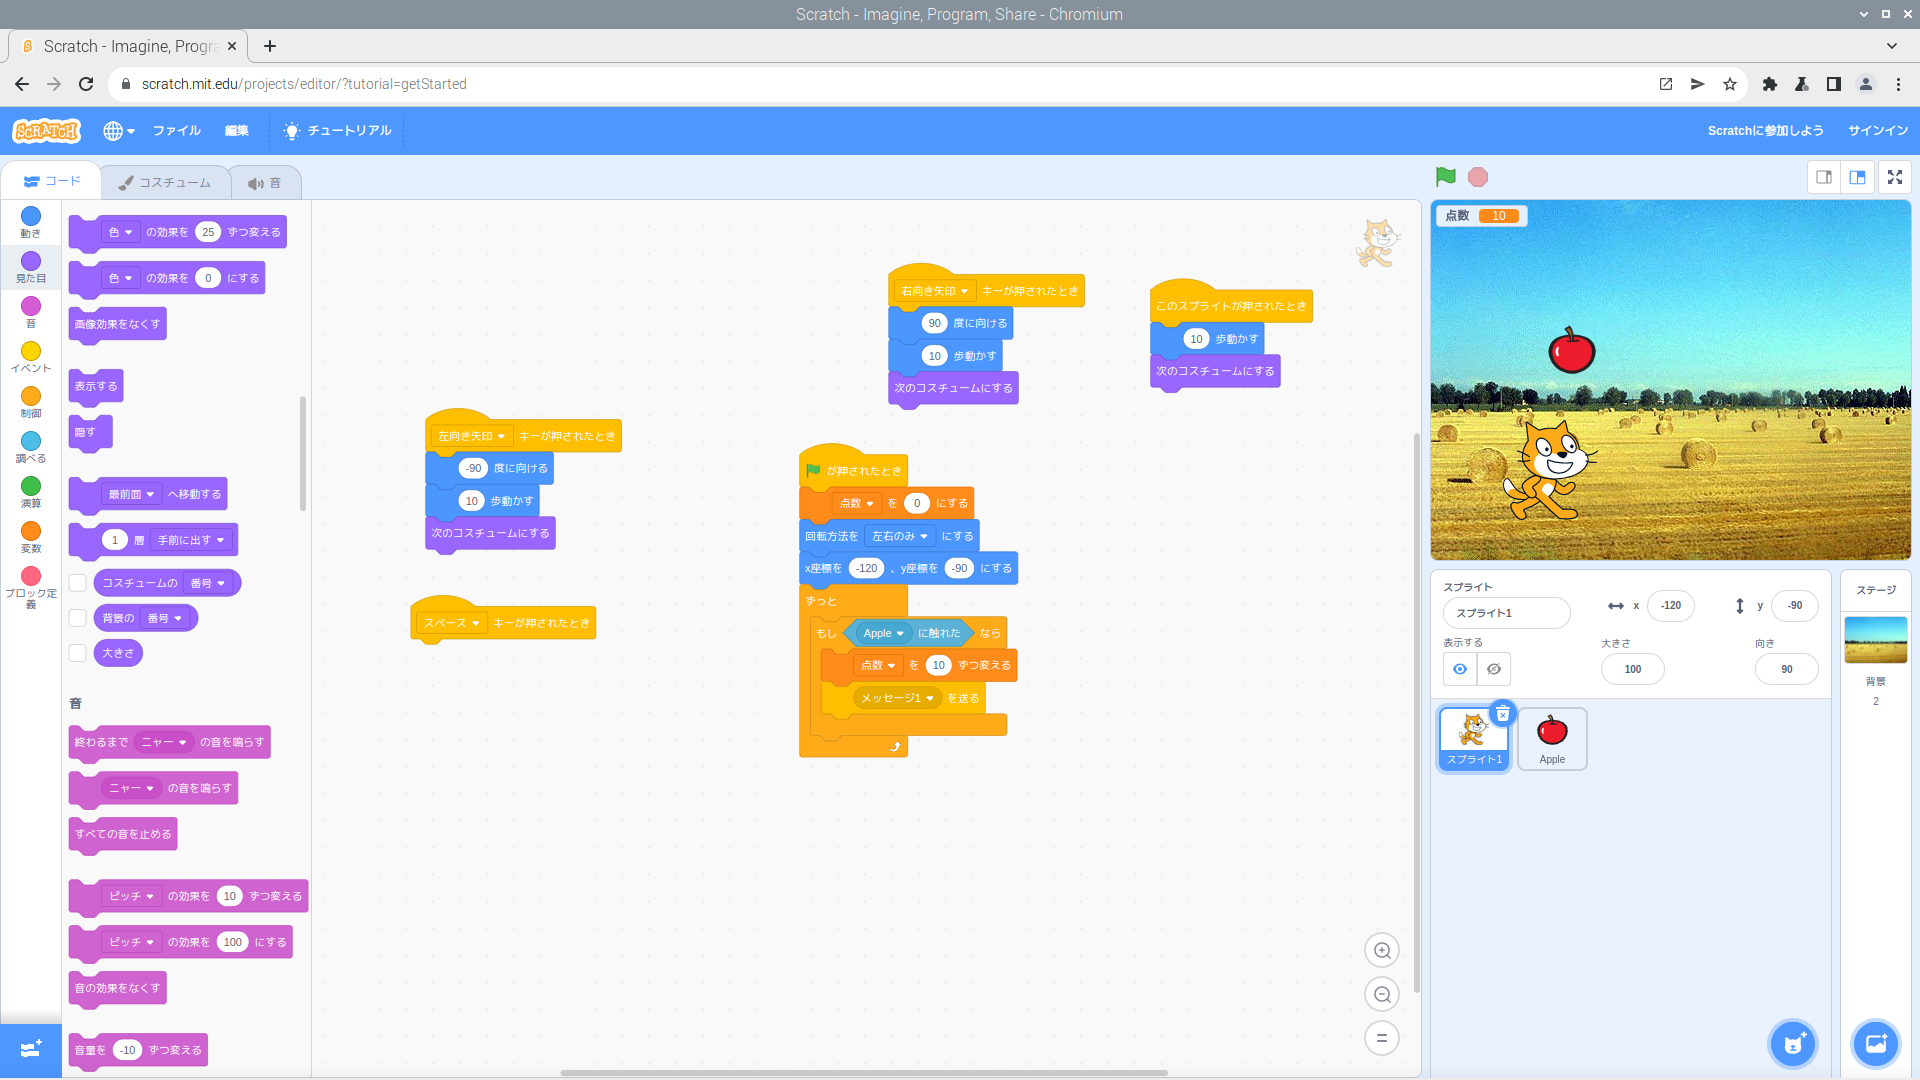 Scratch - Imagine, Program, Share - Chromium
Scratch - Imagine, Progra
scratch.mit.edu/projects/editor/?tutorial=getStarted
SCRATCH ファイル 編集 チュートリアル Scratchに参加しよう サインイン
コード コスチューム 音
動き
見た目
音
イベント
制御
調べる
演算
変数
ブロック定義
色 の効果を 25 ずつ変える
色 の効果を 0 にする
画像効果をなくす
表示する
隠す
最前面 へ移動する
1 層 手前に出す
コスチュームの 番号
背景の 番号
大きさ
音
終わるまで ニャー の音を鳴らす
ニャー の音を鳴らす
すべての音を止める
ピッチ の効果を 10 ずつ変える
ピッチ の効果を 100 にする
音の効果をなくす
音量を -10 ずつ変える
左向き矢印 キーが押されたとき
-90 度に向ける
10 歩動かす
次のコスチュームにする
スペース キーが押されたとき
右向き矢印 キーが押されたとき
90 度に向ける
10 歩動かす
次のコスチュームにする
このスプライトが押されたとき
10 歩動かす
次のコスチュームにする
が押されたとき
点数 を 0 にする
回転方法を 左右のみ にする
x座標を -120 、y座標を -90 にする
ずっと
もし Apple に触れた なら
点数 を 10 ずつ変える
メッセージ1 を送る
点数 10
スプライト
スプライト1 x -120 y -90
表示する 大きさ 向き
100 90
スプライト1 Apple
ステージ
背景
2